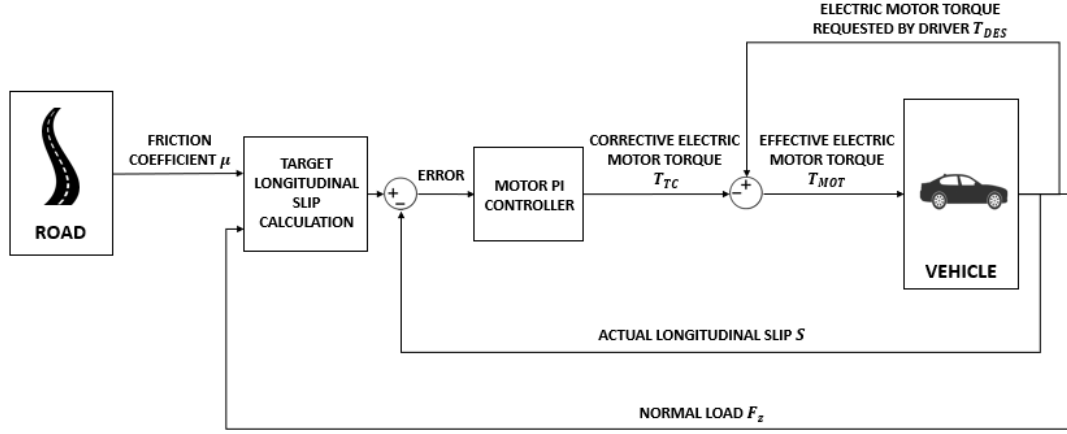 ELECTRIC MOTOR TORQUE
REQUESTED BY DRIVER T_DES
FRICTION
COEFFICIENT μ
ROAD
TARGET
LONGITUDINAL
SLIP
CALCULATION
+
−
ERROR
MOTOR PI
CONTROLLER
CORRECTIVE ELECTRIC
MOTOR TORQUE
T_TC
−
+
EFFECTIVE ELECTRIC
MOTOR TORQUE
T_MOT
VEHICLE
ACTUAL LONGITUDINAL SLIP S
NORMAL LOAD F_z